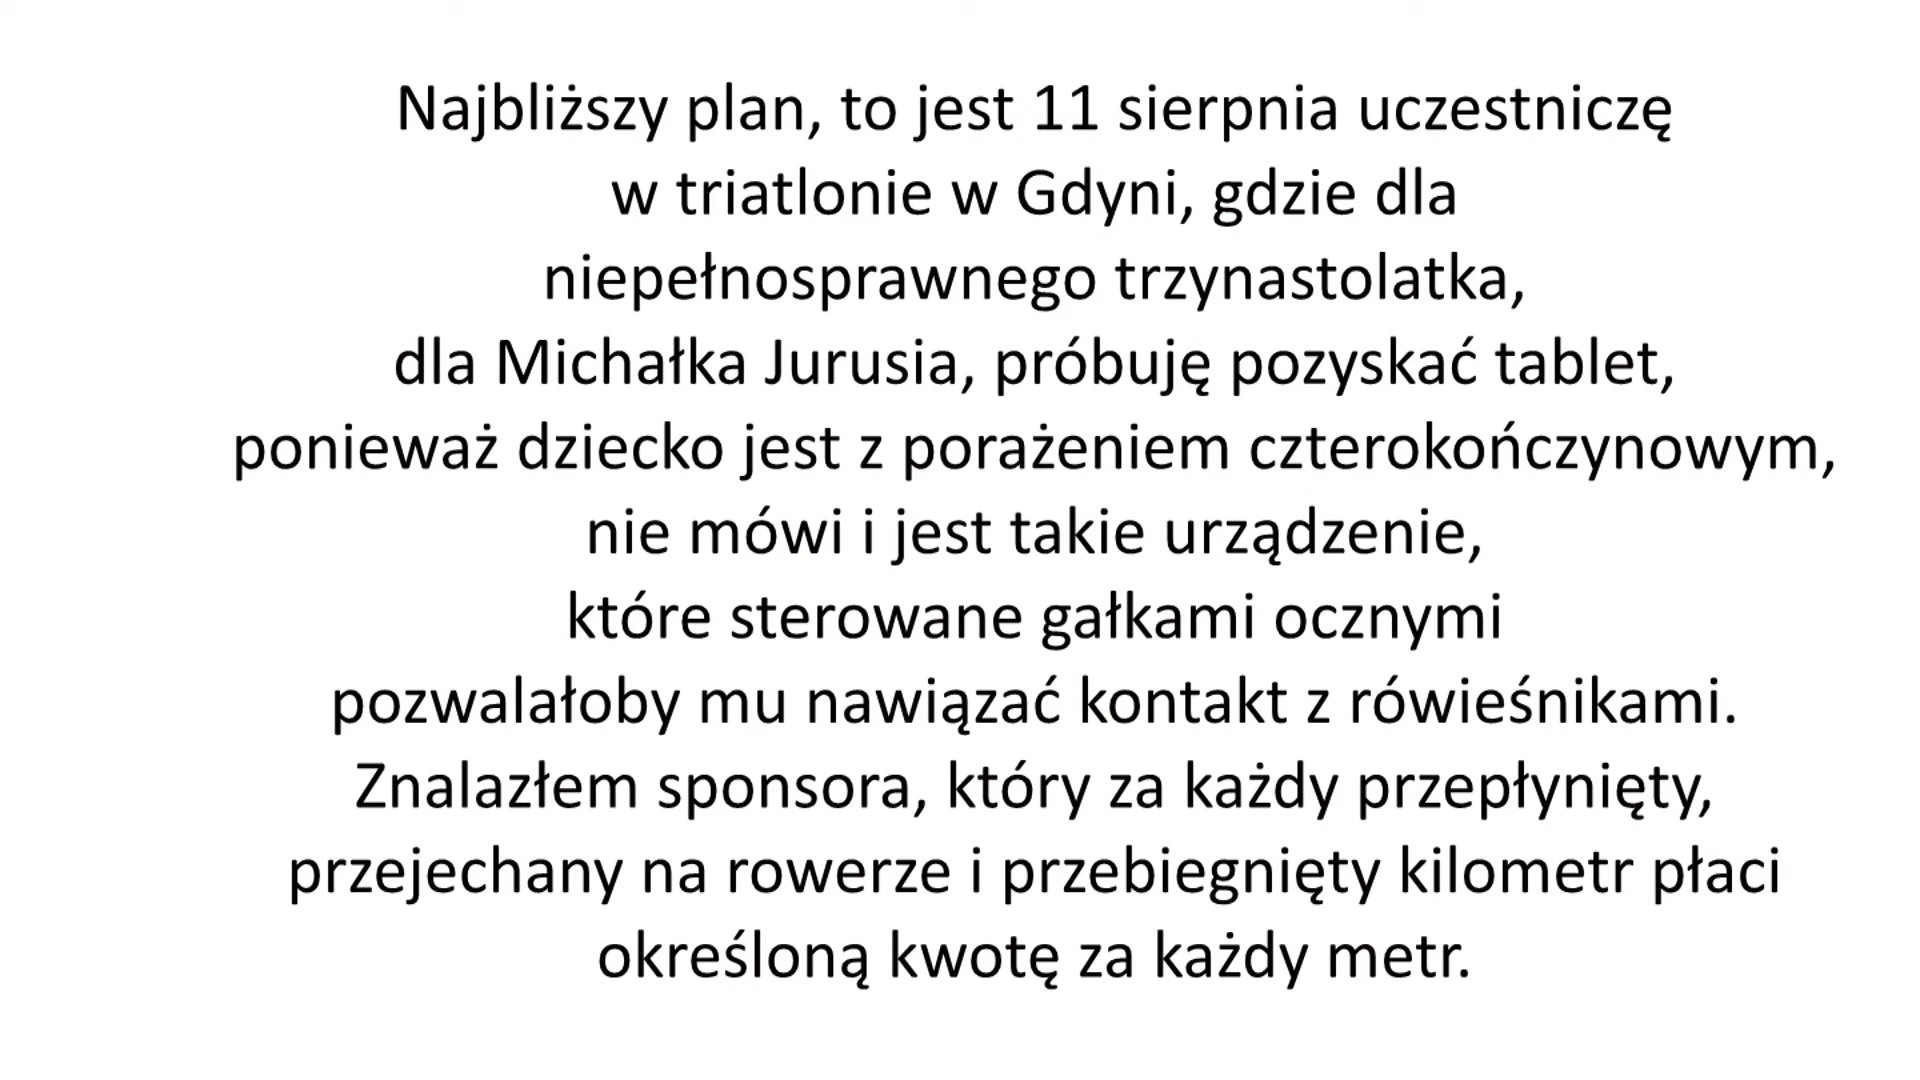 Najbliższy plan, to jest 11 sierpnia uczestniczę
w triatlonie w Gdyni, gdzie dla
niepełnosprawnego trzynastolatka,
dla Michałka Jurusia, próbuję pozyskać tablet,
ponieważ dziecko jest z porażeniem czterokończynowym,
nie mówi i jest takie urządzenie,
które sterowane gałkami ocznymi
pozwalałoby mu nawiązać kontakt z rówieśnikami.
Znalazłem sponsora, który za każdy przepłynięty,
przejechany na rowerze i przebiegnięty kilometr płaci
określoną kwotę za każdy metr.